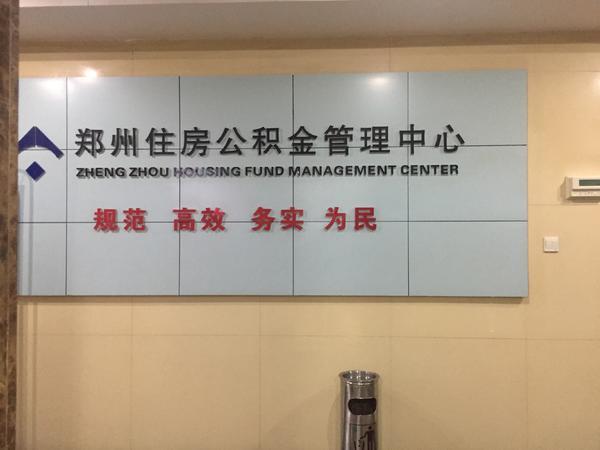 郑州住房公积金管理中心
ZHENG ZHOU HOUSING FUND MANAGEMENT CENTER
规范 高效 务实 为民